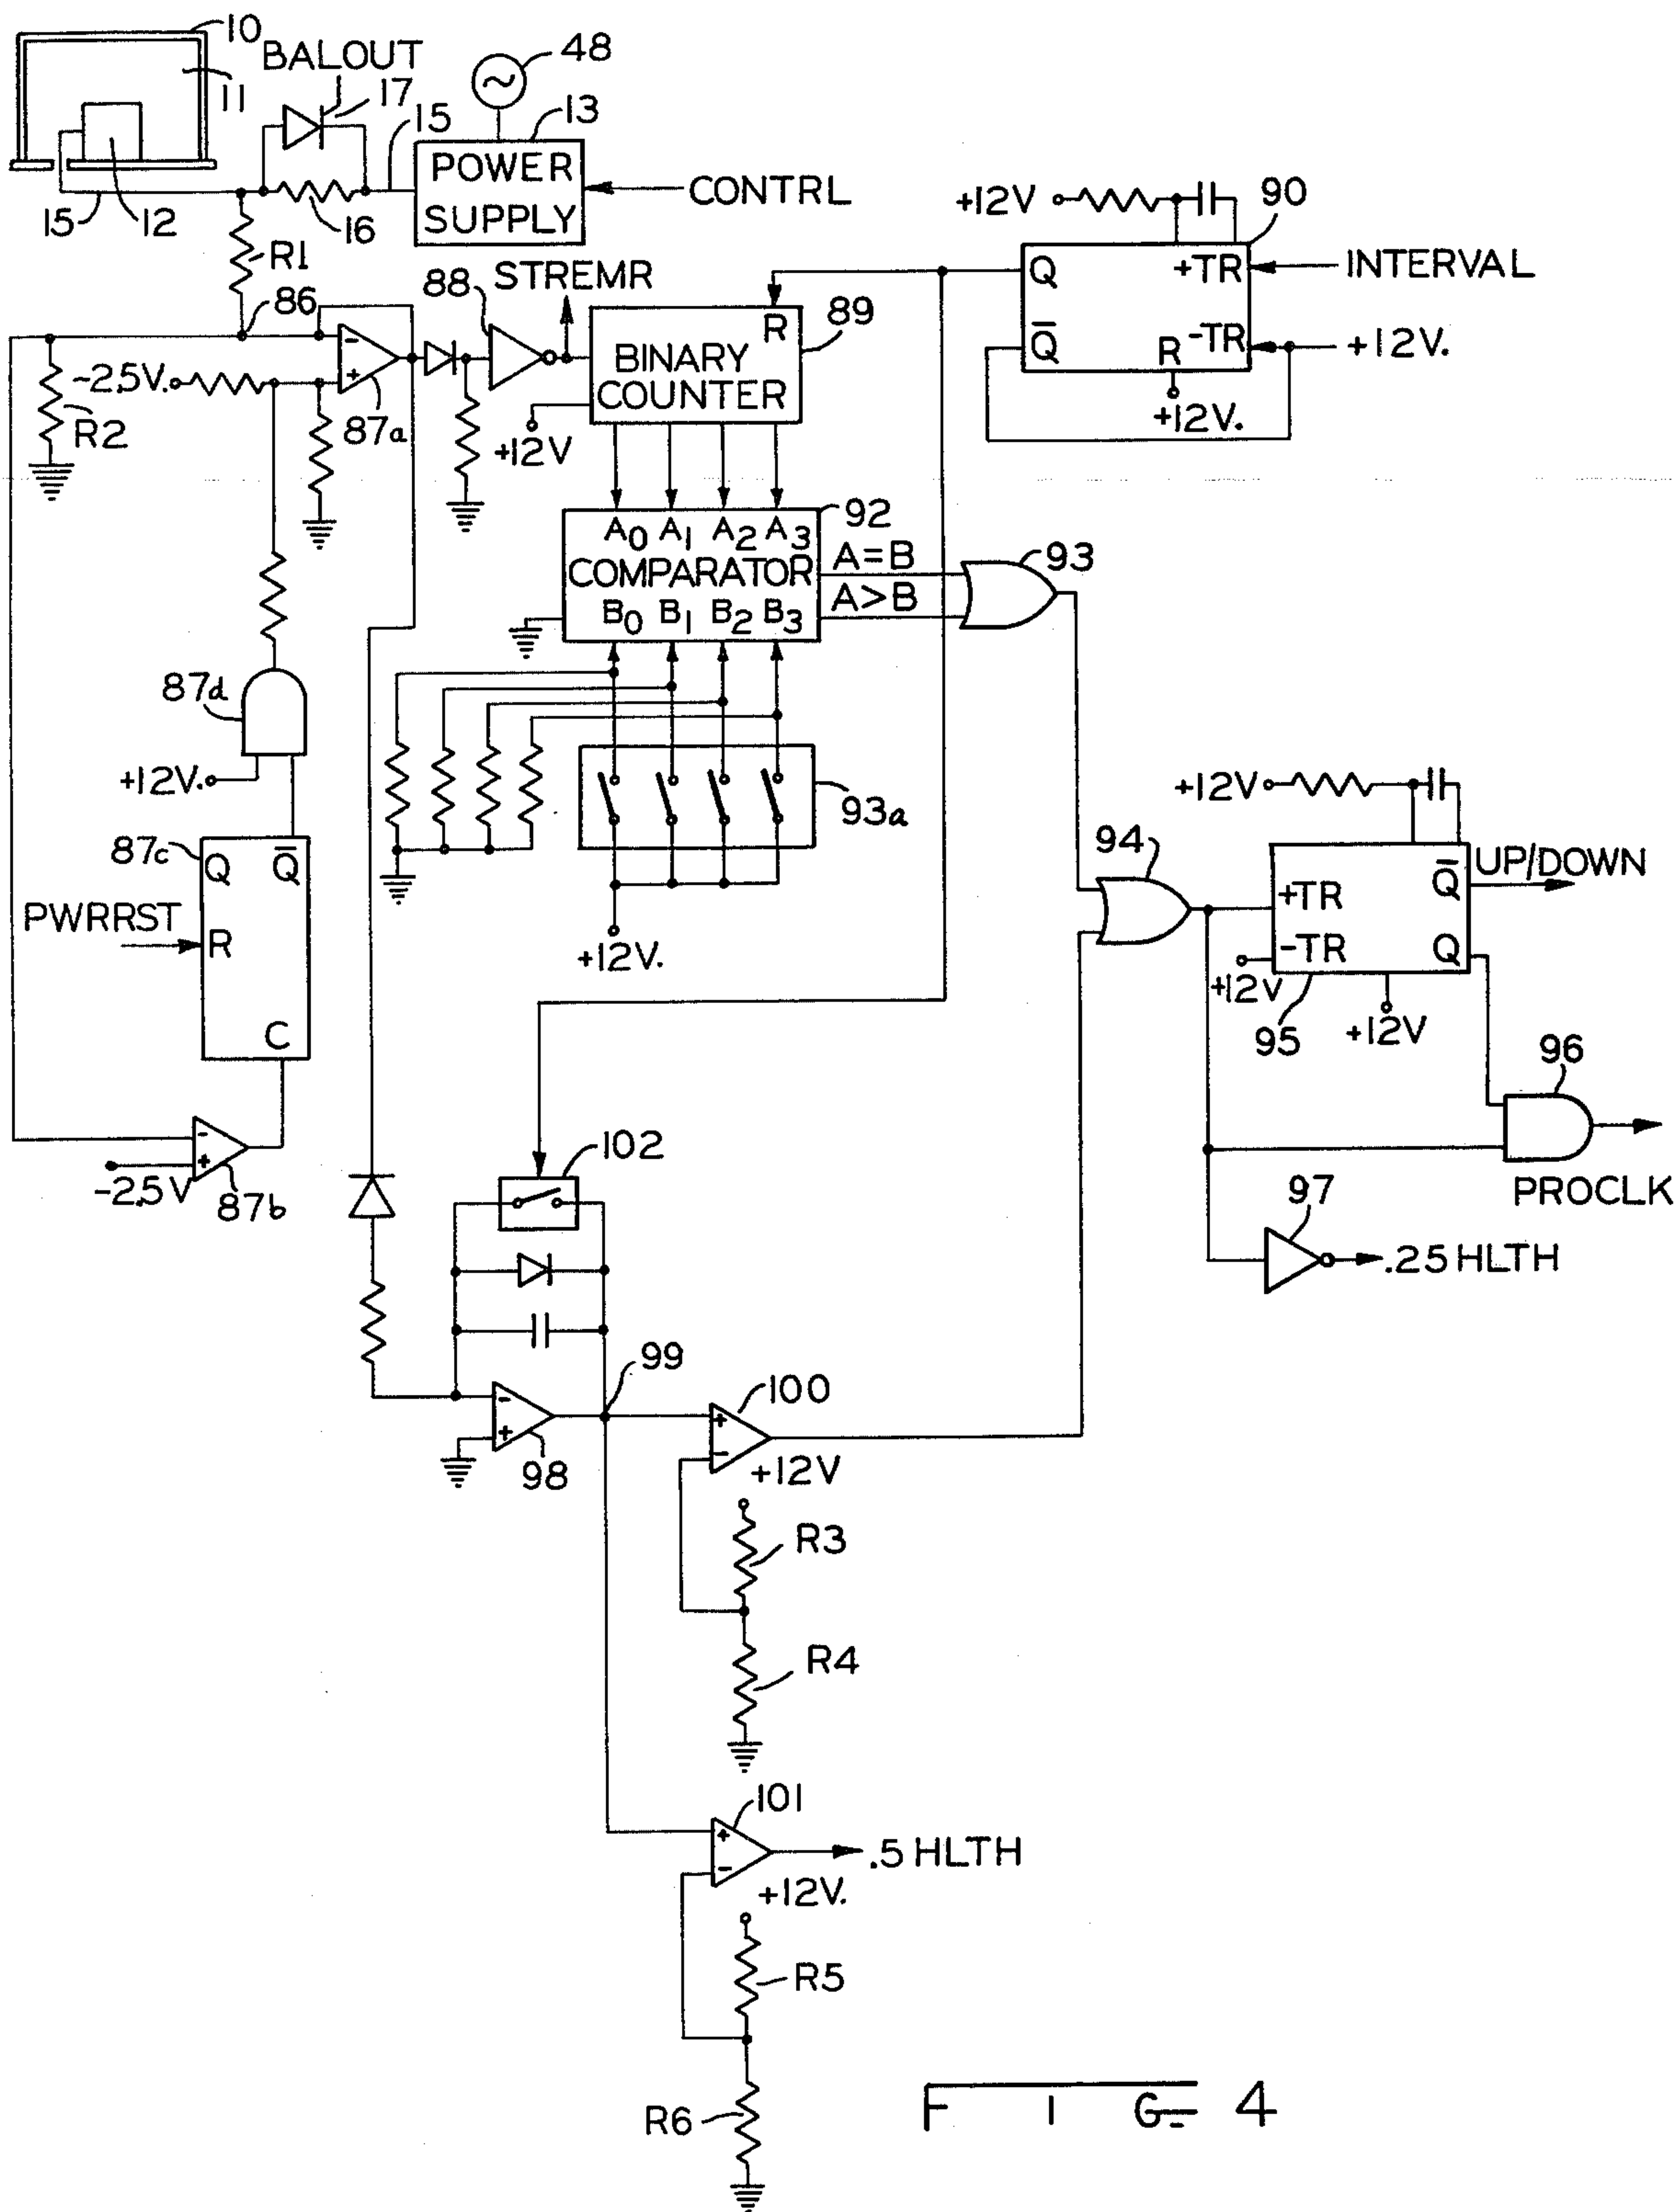 10
BALOUT
48
11
17
15
13
POWER
SUPPLY
CONTRL
15
12
16
R1
+12V
90
Q
+TR
INTERVAL
Q̅
R
-TR
+12V.
+12V.
86
88
STREMR
89
R
BINARY
COUNTER
-
+
-2.5V.
R2
87a
+12V
92
A0 A1 A2 A3
COMPARATOR
B0 B1 B2 B3
A=B
A>B
93
87d
+12V.
93a
+12V.
87c
Q
Q̅
PWRRST
R
C
-
+
-2.5V
87b
94
+12V
+TR
Q̅
UP/DOWN
-TR
Q
+12V
95
+12V
96
PROCLK
97
.25 HLTH
102
99
-
+
98
100
+
-
+12V
R3
R4
101
+
-
.5 HLTH
+12V.
R5
R6
FIG_ 4